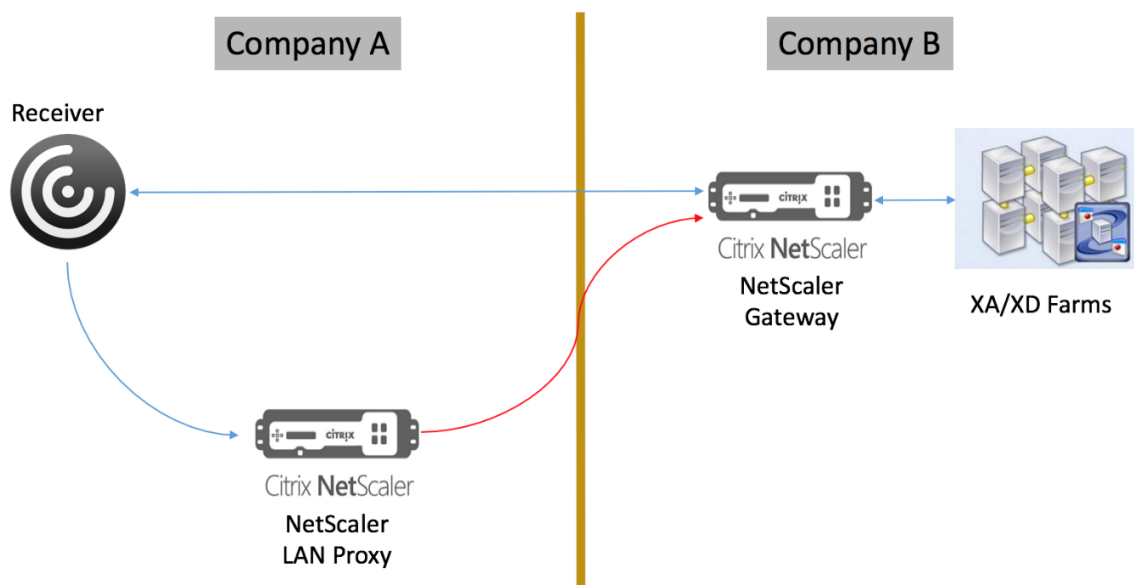 Company A
Company B
Receiver
CITRIX
Citrix NetScaler
NetScaler
Gateway
XA/XD Farms
CITRIX
Citrix NetScaler
NetScaler
LAN Proxy